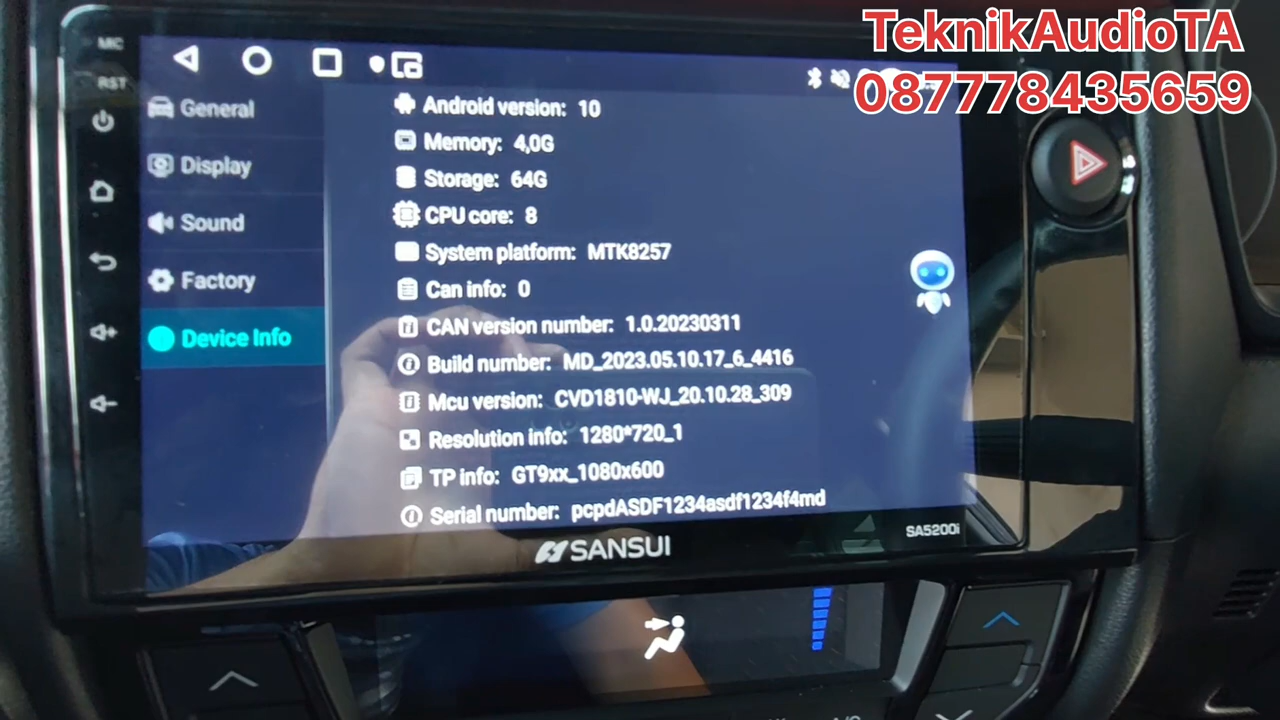 TeknikAudioTA
087778435659
MIC
RST
General
Display
Sound
Factory
Device Info
Android version: 10
Memory: 4,0G
Storage: 64G
CPU core: 8
System platform: MTK8257
Can info: 0
CAN version number: 1.0.20230311
Build number: MD_2023.05.10.17_6_4416
Mcu version: CVD1810-WJ_20.10.28_309
Resolution info: 1280*720_1
TP info: GT9xx_1080x600
Serial number: pcpdASDF1234asdf1234f4md
SANSUI
SA5200i